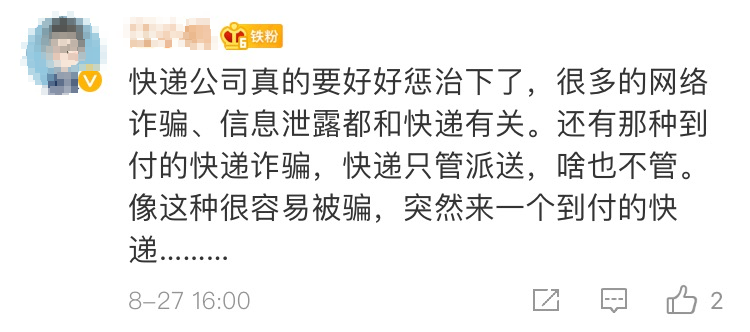 铁粉
6
快递公司真的要好好惩治下了，很多的网络
诈骗、信息泄露都和快递有关。还有那种到
付的快递诈骗，快递只管派送，啥也不管。
像这种很容易被骗，突然来一个到付的快
递………
8-27 16:00
2